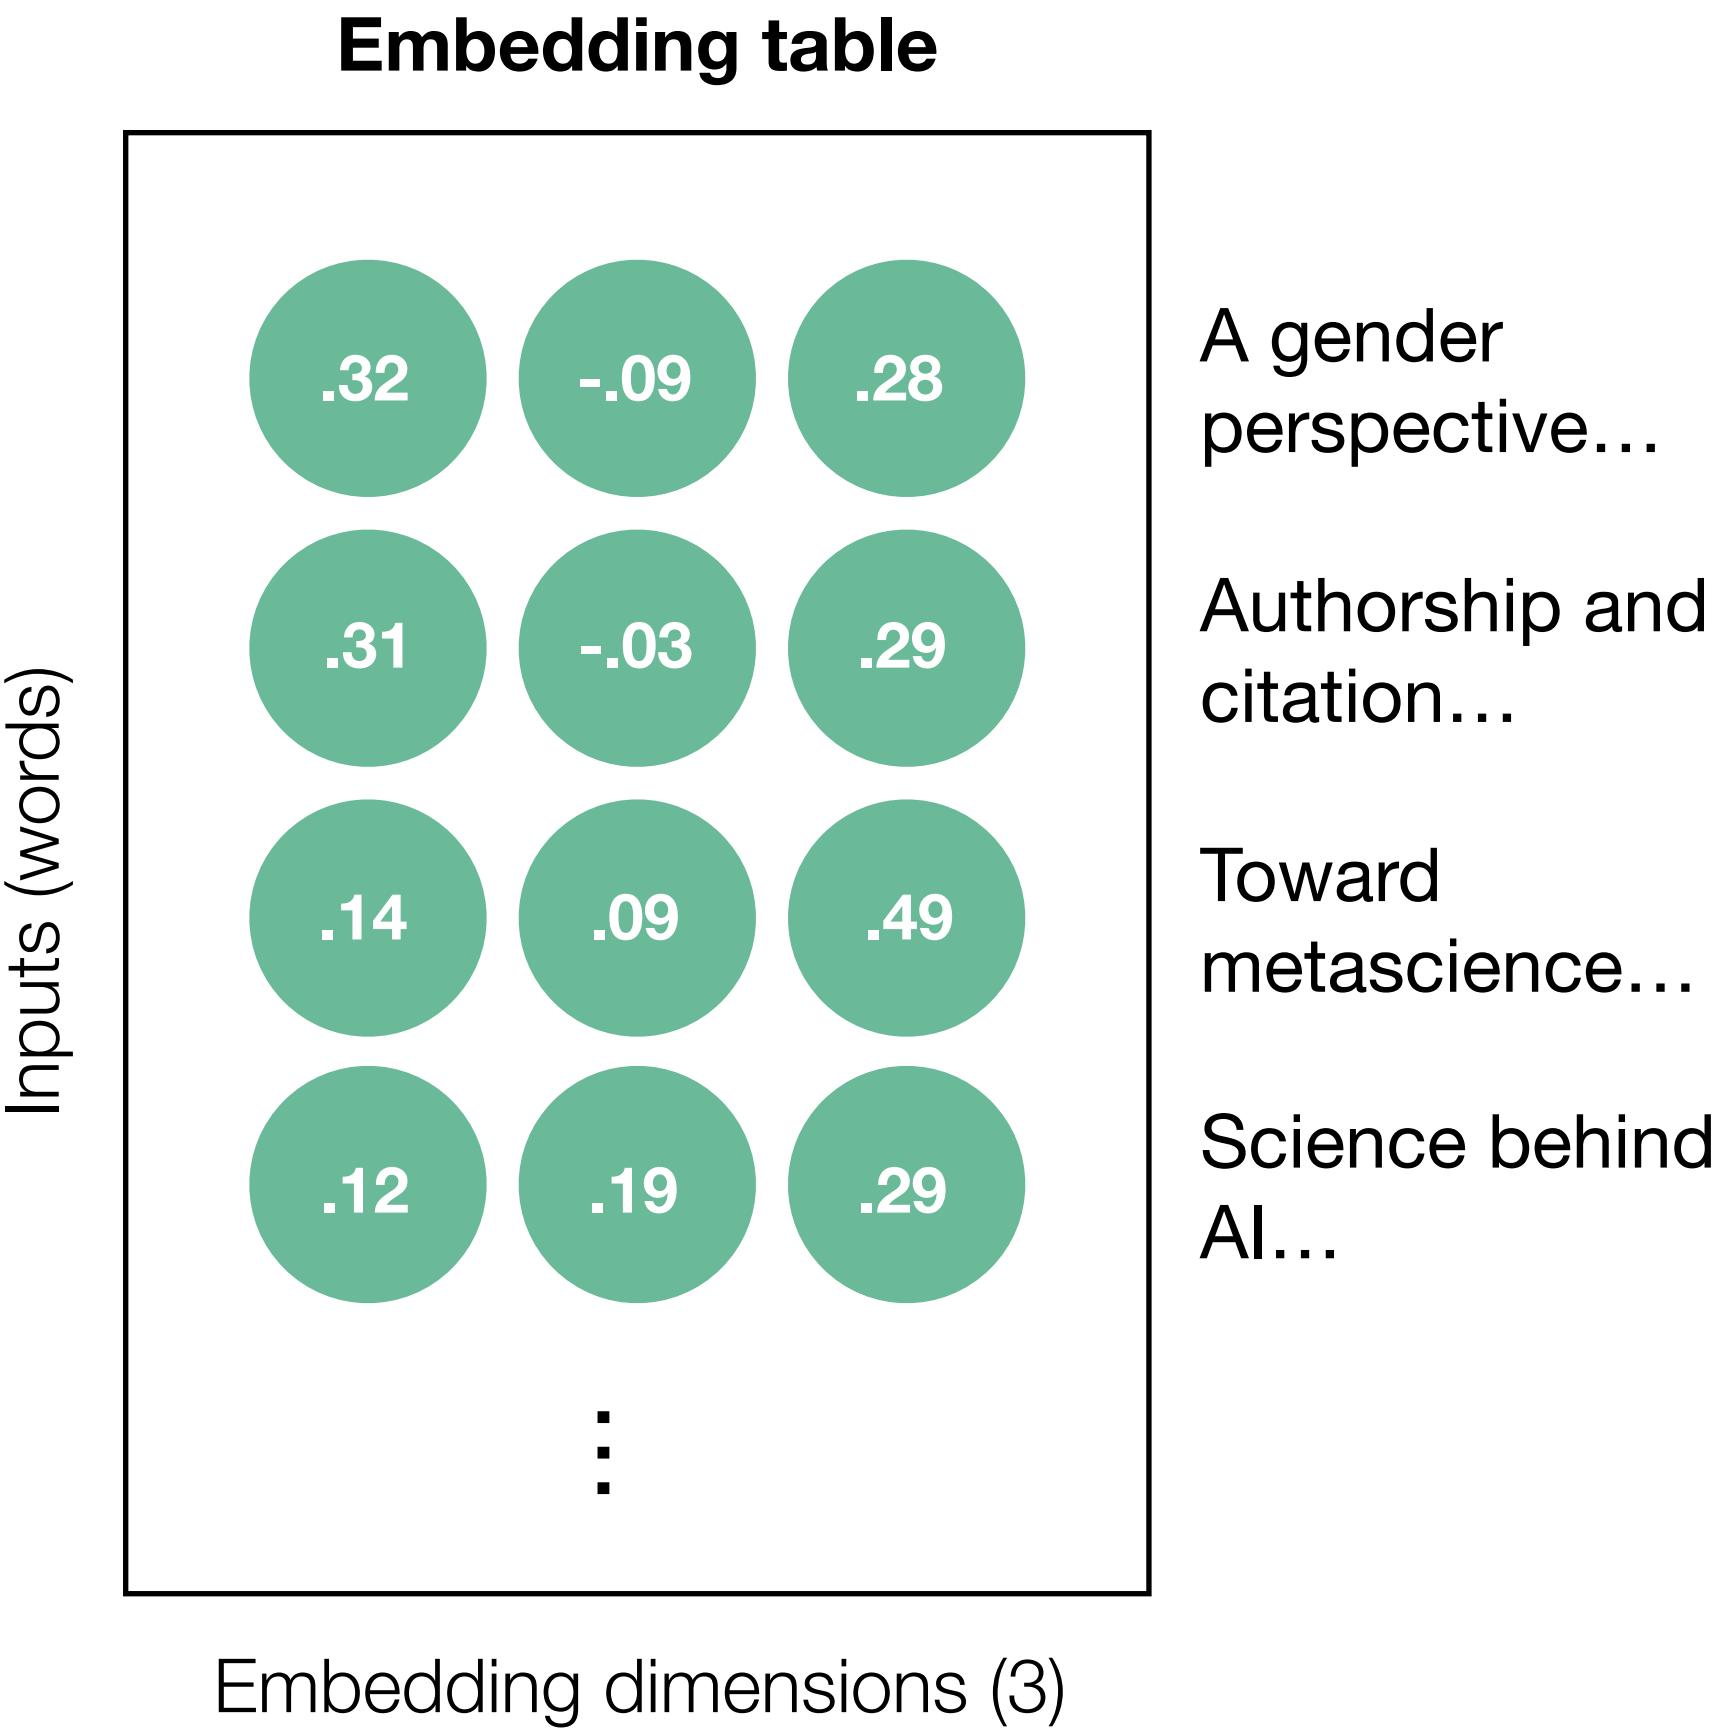 Embedding table
.32 -.09 .28
A gender
perspective…
.31 -.03 .29
Authorship and
citation…
.14 .09 .49
Toward
metascience…
.12 .19 .29
Science behind
AI…
Inputs (words)
Embedding dimensions (3)